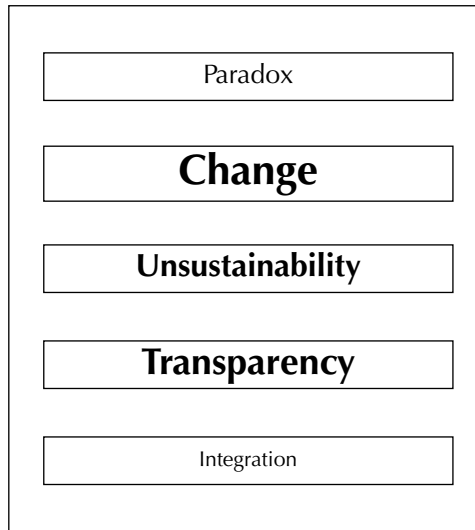 Paradox
Change
Unsustainability
Transparency
Integration